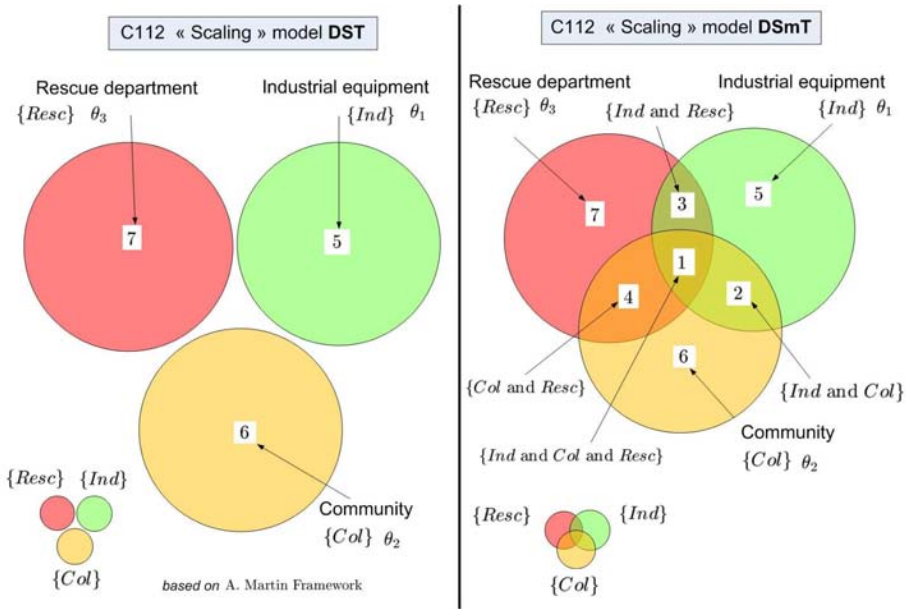 C112 « Scaling » model DST
Rescue department
{Resc} θ₃
Industrial equipment
{Ind} θ₁
7
5
6
Community
{Col} θ₂
{Resc} {Ind}
{Col}
based on A. Martin Framework
C112 « Scaling » model DSmT
Rescue department
{Resc} θ₃
Industrial equipment
{Ind} θ₁
{Ind and Resc}
7
3
5
1
4
2
6
{Col and Resc}
{Ind and Col}
{Ind and Col and Resc}
Community
{Col} θ₂
{Resc} {Ind}
{Col}